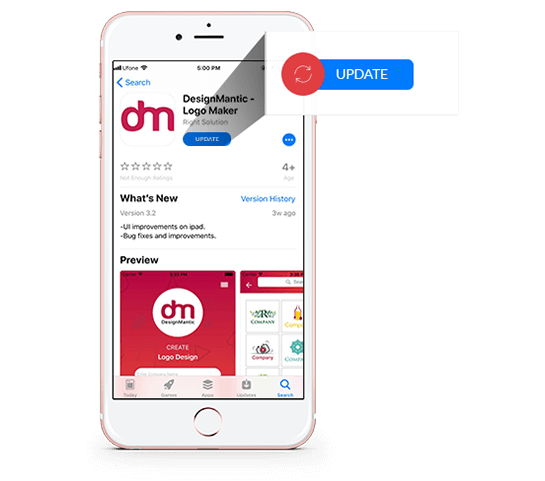 Ufone
5:00 PM
Search
dm
DesignMantic -
Logo Maker
Right Solution
UPDATE
UPDATE
Not Enough Ratings
4+
Age
What's New
Version History
Version 3.2
3w ago
-UI improvements on ipad.
-Bug fixes and improvements.
Preview
dm
DesignMantic
CREATE
Logo Design
COMPANY
Company
Company
COMPAN
Today
Games
Apps
Updates
Search